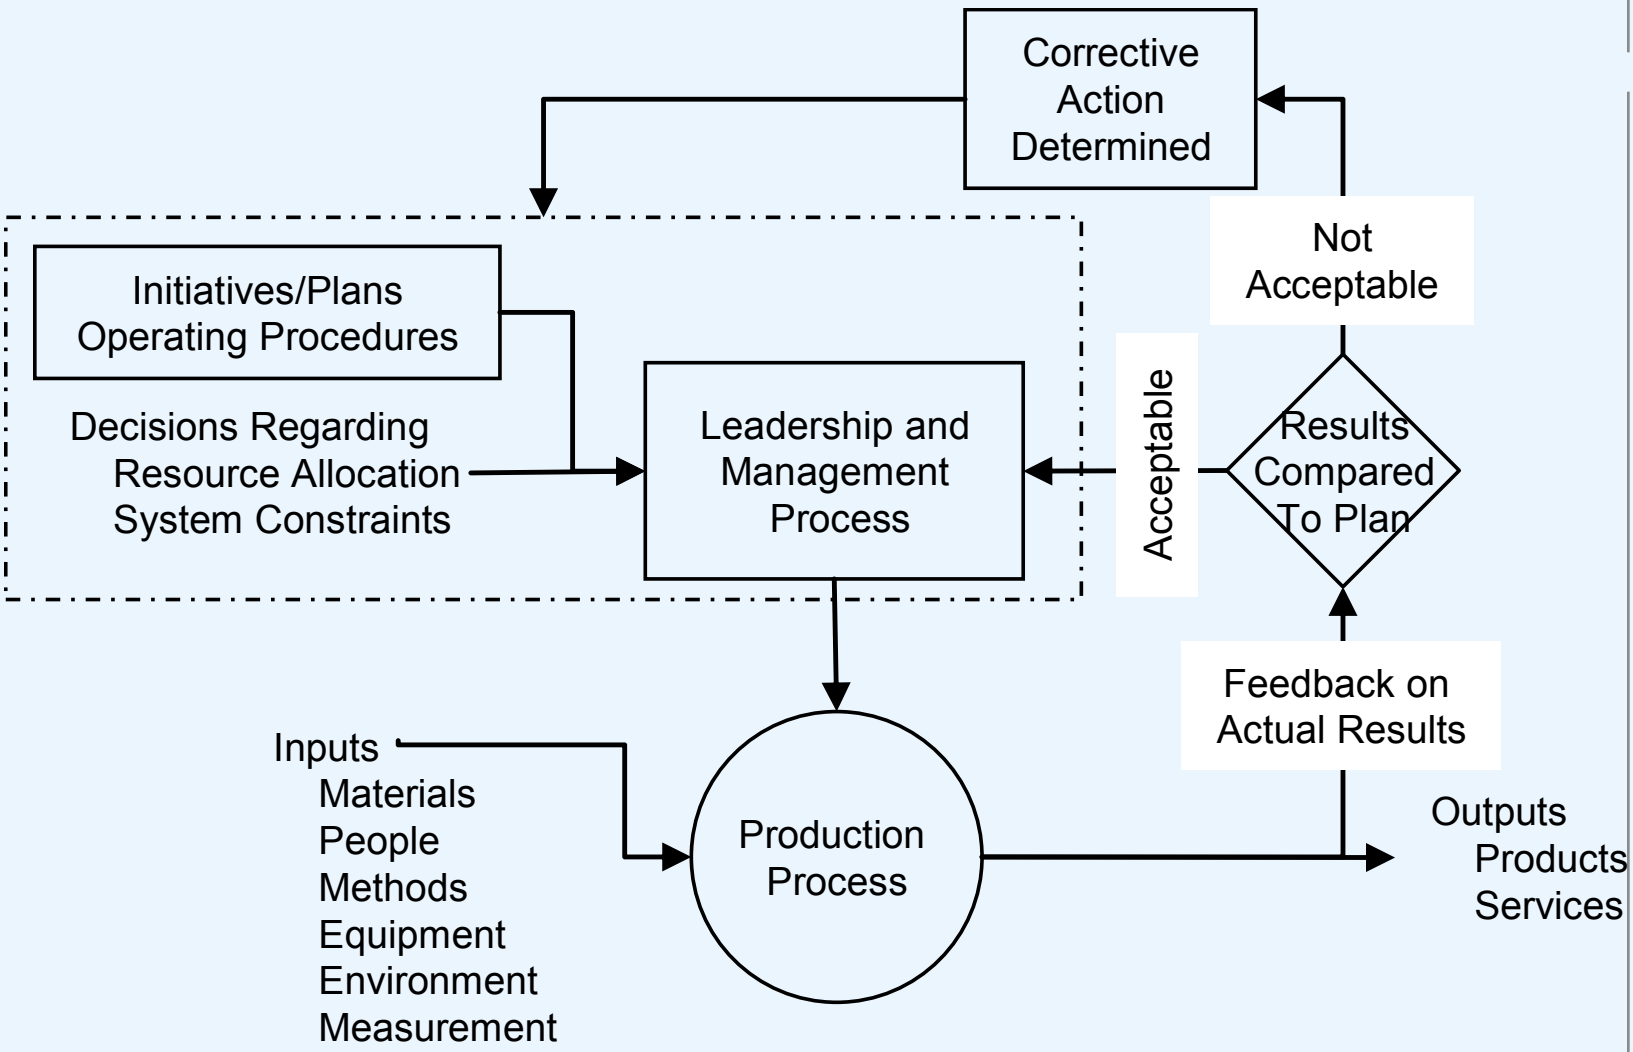 Corrective
Action
Determined
Not
Acceptable
Initiatives/Plans
Operating Procedures
Decisions Regarding
Resource Allocation
System Constraints
Leadership and
Management
Process
Acceptable
Results
Compared
To Plan
Feedback on
Actual Results
Inputs
Materials
People
Methods
Equipment
Environment
Measurement
Production
Process
Outputs
Products
Services